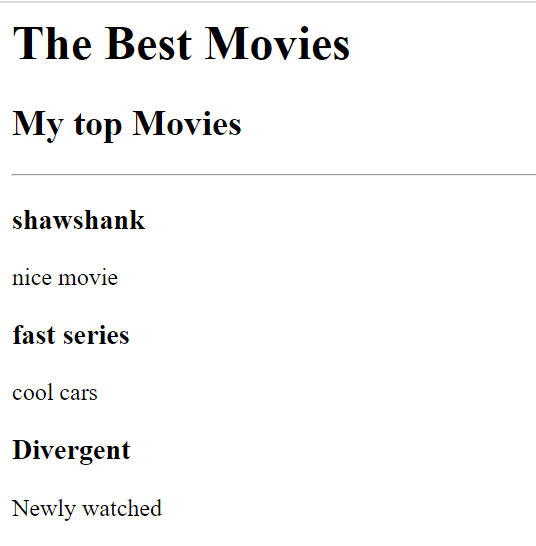 The Best Movies
My top Movies
shawshank
nice movie
fast series
cool cars
Divergent
Newly watched